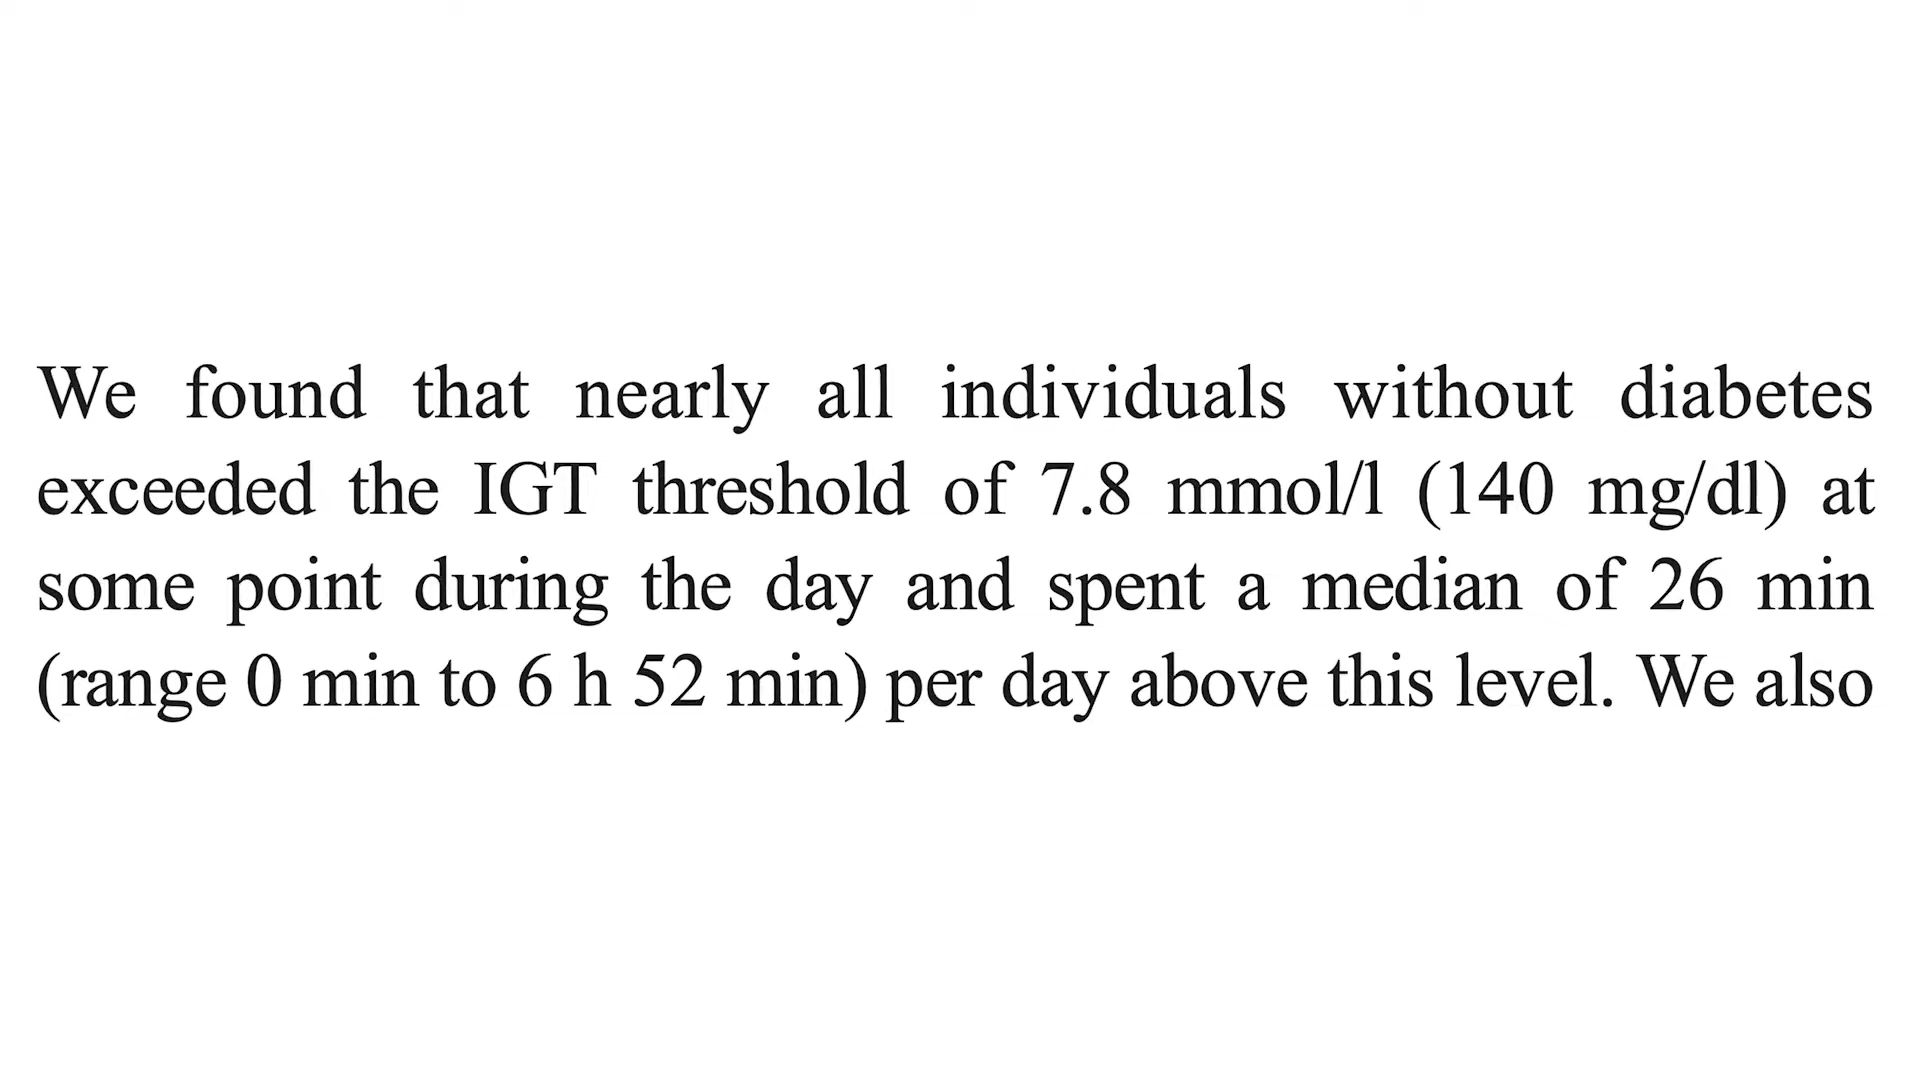 We found that nearly all individuals without diabetes
exceeded the IGT threshold of 7.8 mmol/l (140 mg/dl) at
some point during the day and spent a median of 26 min
(range 0 min to 6 h 52 min) per day above this level. We also